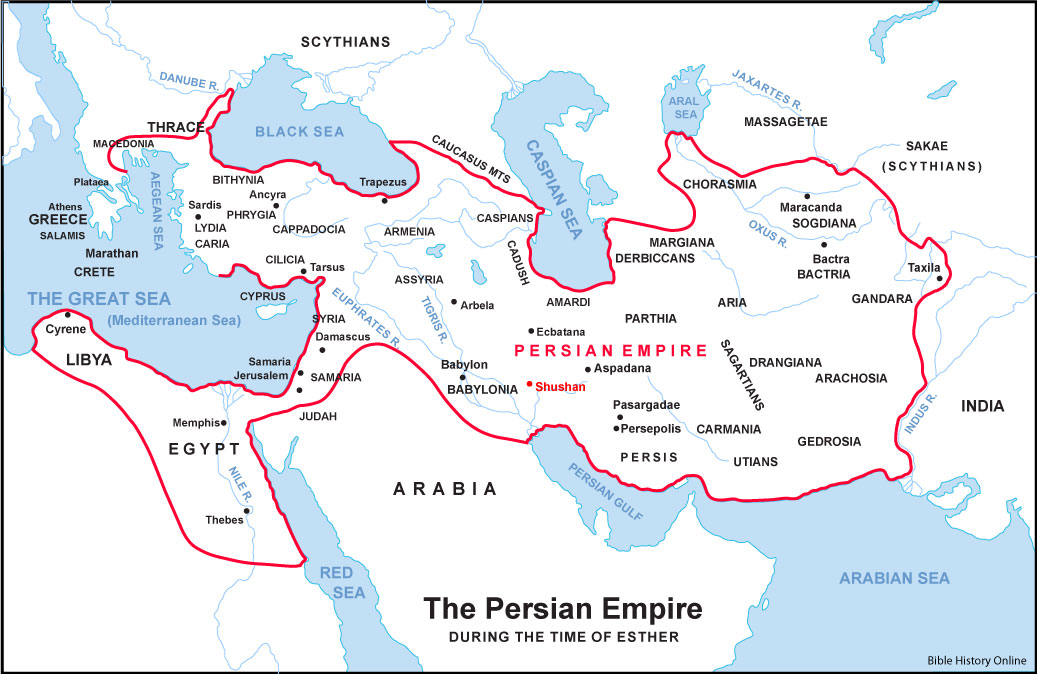 SCYTHIANS
DANUBE R.
JAXARTES R.
ARAL
SEA
THRACE
BLACK SEA
MASSAGETAE
MACEDONIA
CAUCASUS MTS
CASPIAN SEA
SAKAE
(SCYTHIANS)
Plataea
AEGEAN SEA
BITHYNIA
Trapezus
CHORASMIA
Ancyra
Athens
Sardis
Maracanda
GREECE
PHRYGIA
CASPIANS
SOGDIANA
LYDIA
CAPPADOCIA
ARMENIA
OXUS R.
SALAMIS
CARIA
MARGIANA
Marathan
CADUSH
DERBICCANS
Bactra
CILICIA
Tarsus
BACTRIA
Taxila
CRETE
ASSYRIA
THE GREAT SEA
CYPRUS
EUPHRATES R.
TIGRIS R.
Arbela
AMARDI
ARIA
GANDARA
(Mediterranean Sea)
SYRIA
PARTHIA
Cyrene
Damascus
Ecbatana
PERSIAN EMPIRE
LIBYA
Samaria
Babylon
Aspadana
SAGARTIANS
DRANGIANA
Jerusalem
SAMARIA
BABYLONIA
Shushan
ARACHOSIA
Pasargadae
INDUS R.
INDIA
JUDAH
Memphis
Persepolis
CARMANIA
EGYPT
GEDROSIA
PERSIS
UTIANS
NILE R.
ARABIA
PERSIAN GULF
Thebes
RED
SEA
ARABIAN SEA
The Persian Empire
DURING THE TIME OF ESTHER
Bible History Online